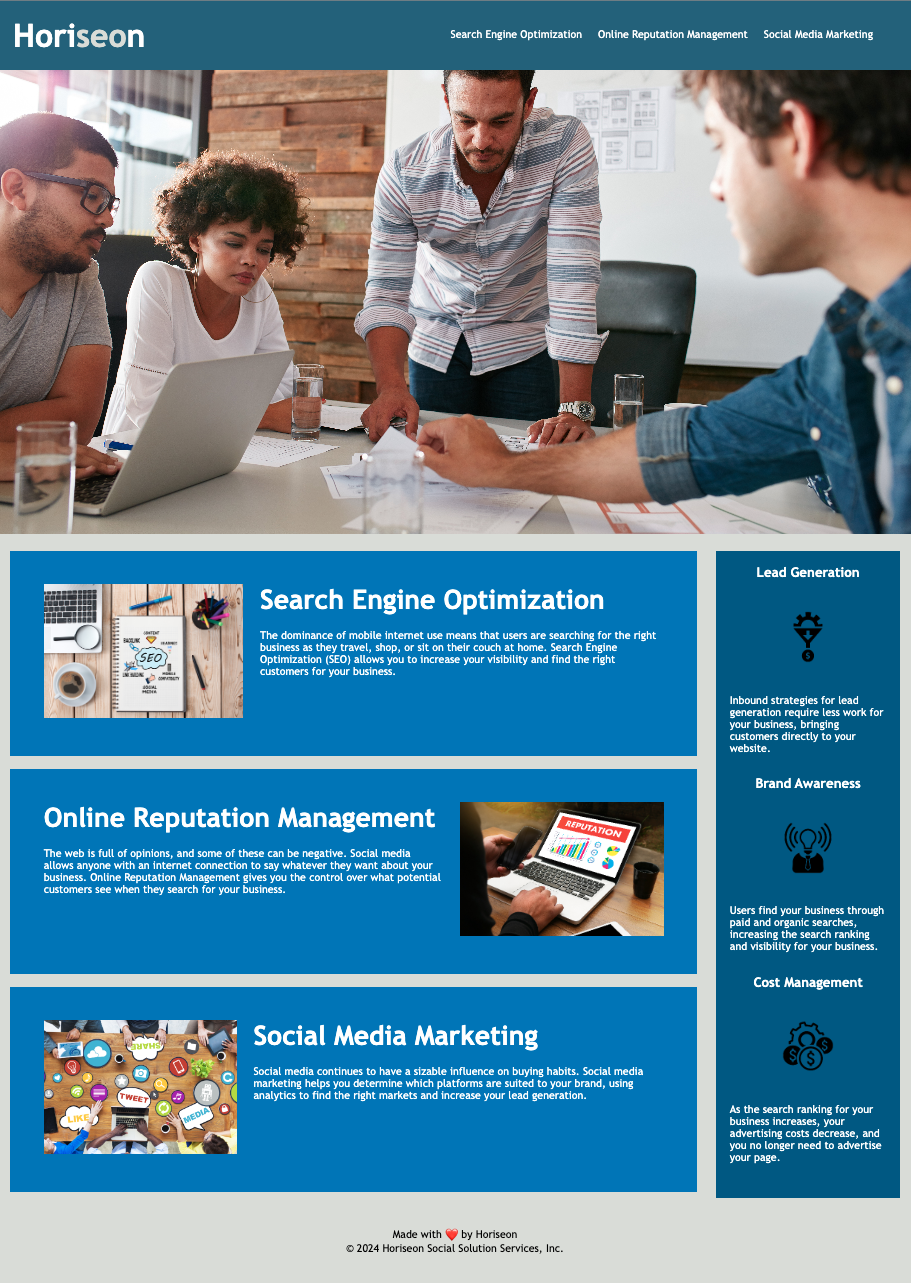 Horiseon
Search Engine Optimization Online Reputation Management Social Media Marketing
CONTENT
BACKLINK
SEO
LINK BUILDING
MOBILE
COMPATIBILITY
SOCIAL
MEDIA
Search Engine Optimization
The dominance of mobile internet use means that users are searching for the right
business as they travel, shop, or sit on their couch at home. Search Engine
Optimization (SEO) allows you to increase your visibility and find the right
customers for your business.
Online Reputation Management
The web is full of opinions, and some of these can be negative. Social media
allows anyone with an internet connection to say whatever they want about your
business. Online Reputation Management gives you the control over what potential
customers see when they search for your business.
REPUTATION
SHARE
TWEET
LIKE
MEDIA
Social Media Marketing
Social media continues to have a sizable influence on buying habits. Social media
marketing helps you determine which platforms are suited to your brand, using
analytics to find the right markets and increase your lead generation.
Lead Generation
Inbound strategies for lead
generation require less work for
your business, bringing
customers directly to your
website.
Brand Awareness
Users find your business through
paid and organic searches,
increasing the search ranking
and visibility for your business.
Cost Management
As the search ranking for your
business increases, your
advertising costs decrease, and
you no longer need to advertise
your page.
Made with ❤️ by Horiseon
© 2024 Horiseon Social Solution Services, Inc.